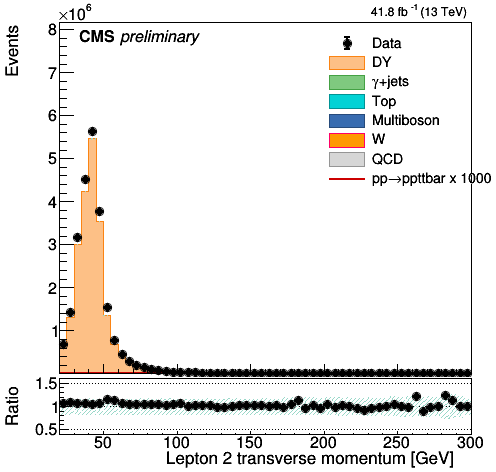 ×10⁶
41.8 fb⁻¹ (13 TeV)
CMS preliminary
Events
8
7
6
5
4
3
2
1
Data
DY
γ+jets
Top
Multiboson
W
QCD
pp→ppttbar x 1000
Ratio
1.5
1
0.5
50 100 150 200 250 300
Lepton 2 transverse momentum [GeV]